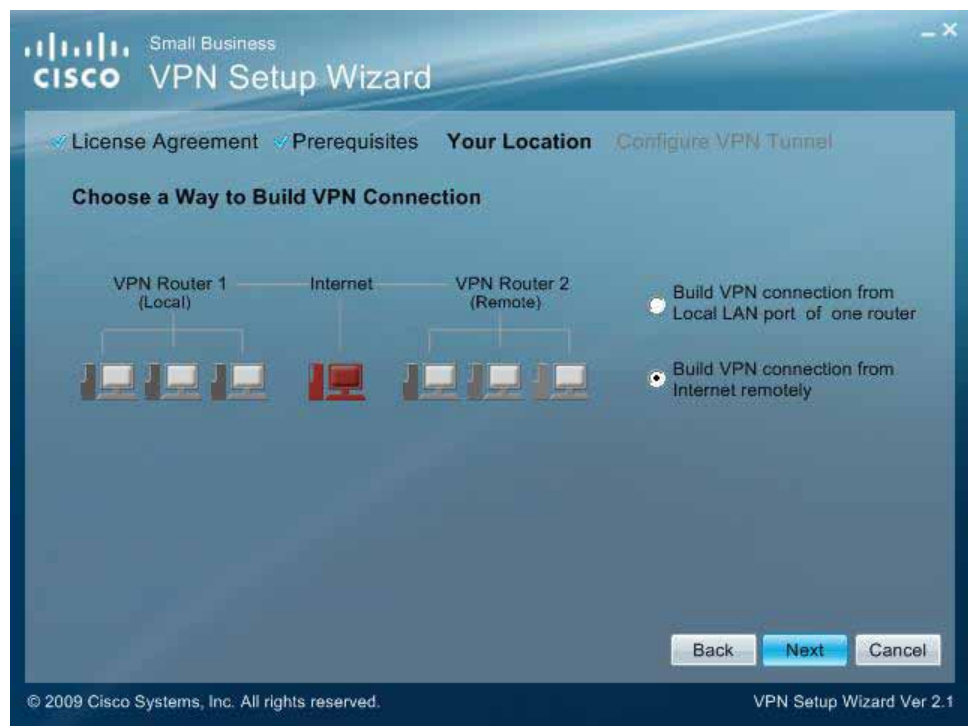 Small Business
CISCO VPN Setup Wizard
License Agreement Prerequisites Your Location Configure VPN Tunnel
Choose a Way to Build VPN Connection
VPN Router 1 Internet VPN Router 2
(Local) (Remote)
Build VPN connection from
Local LAN port of one router
Build VPN connection from
Internet remotely
Back Next Cancel
© 2009 Cisco Systems, Inc. All rights reserved. VPN Setup Wizard Ver 2.1